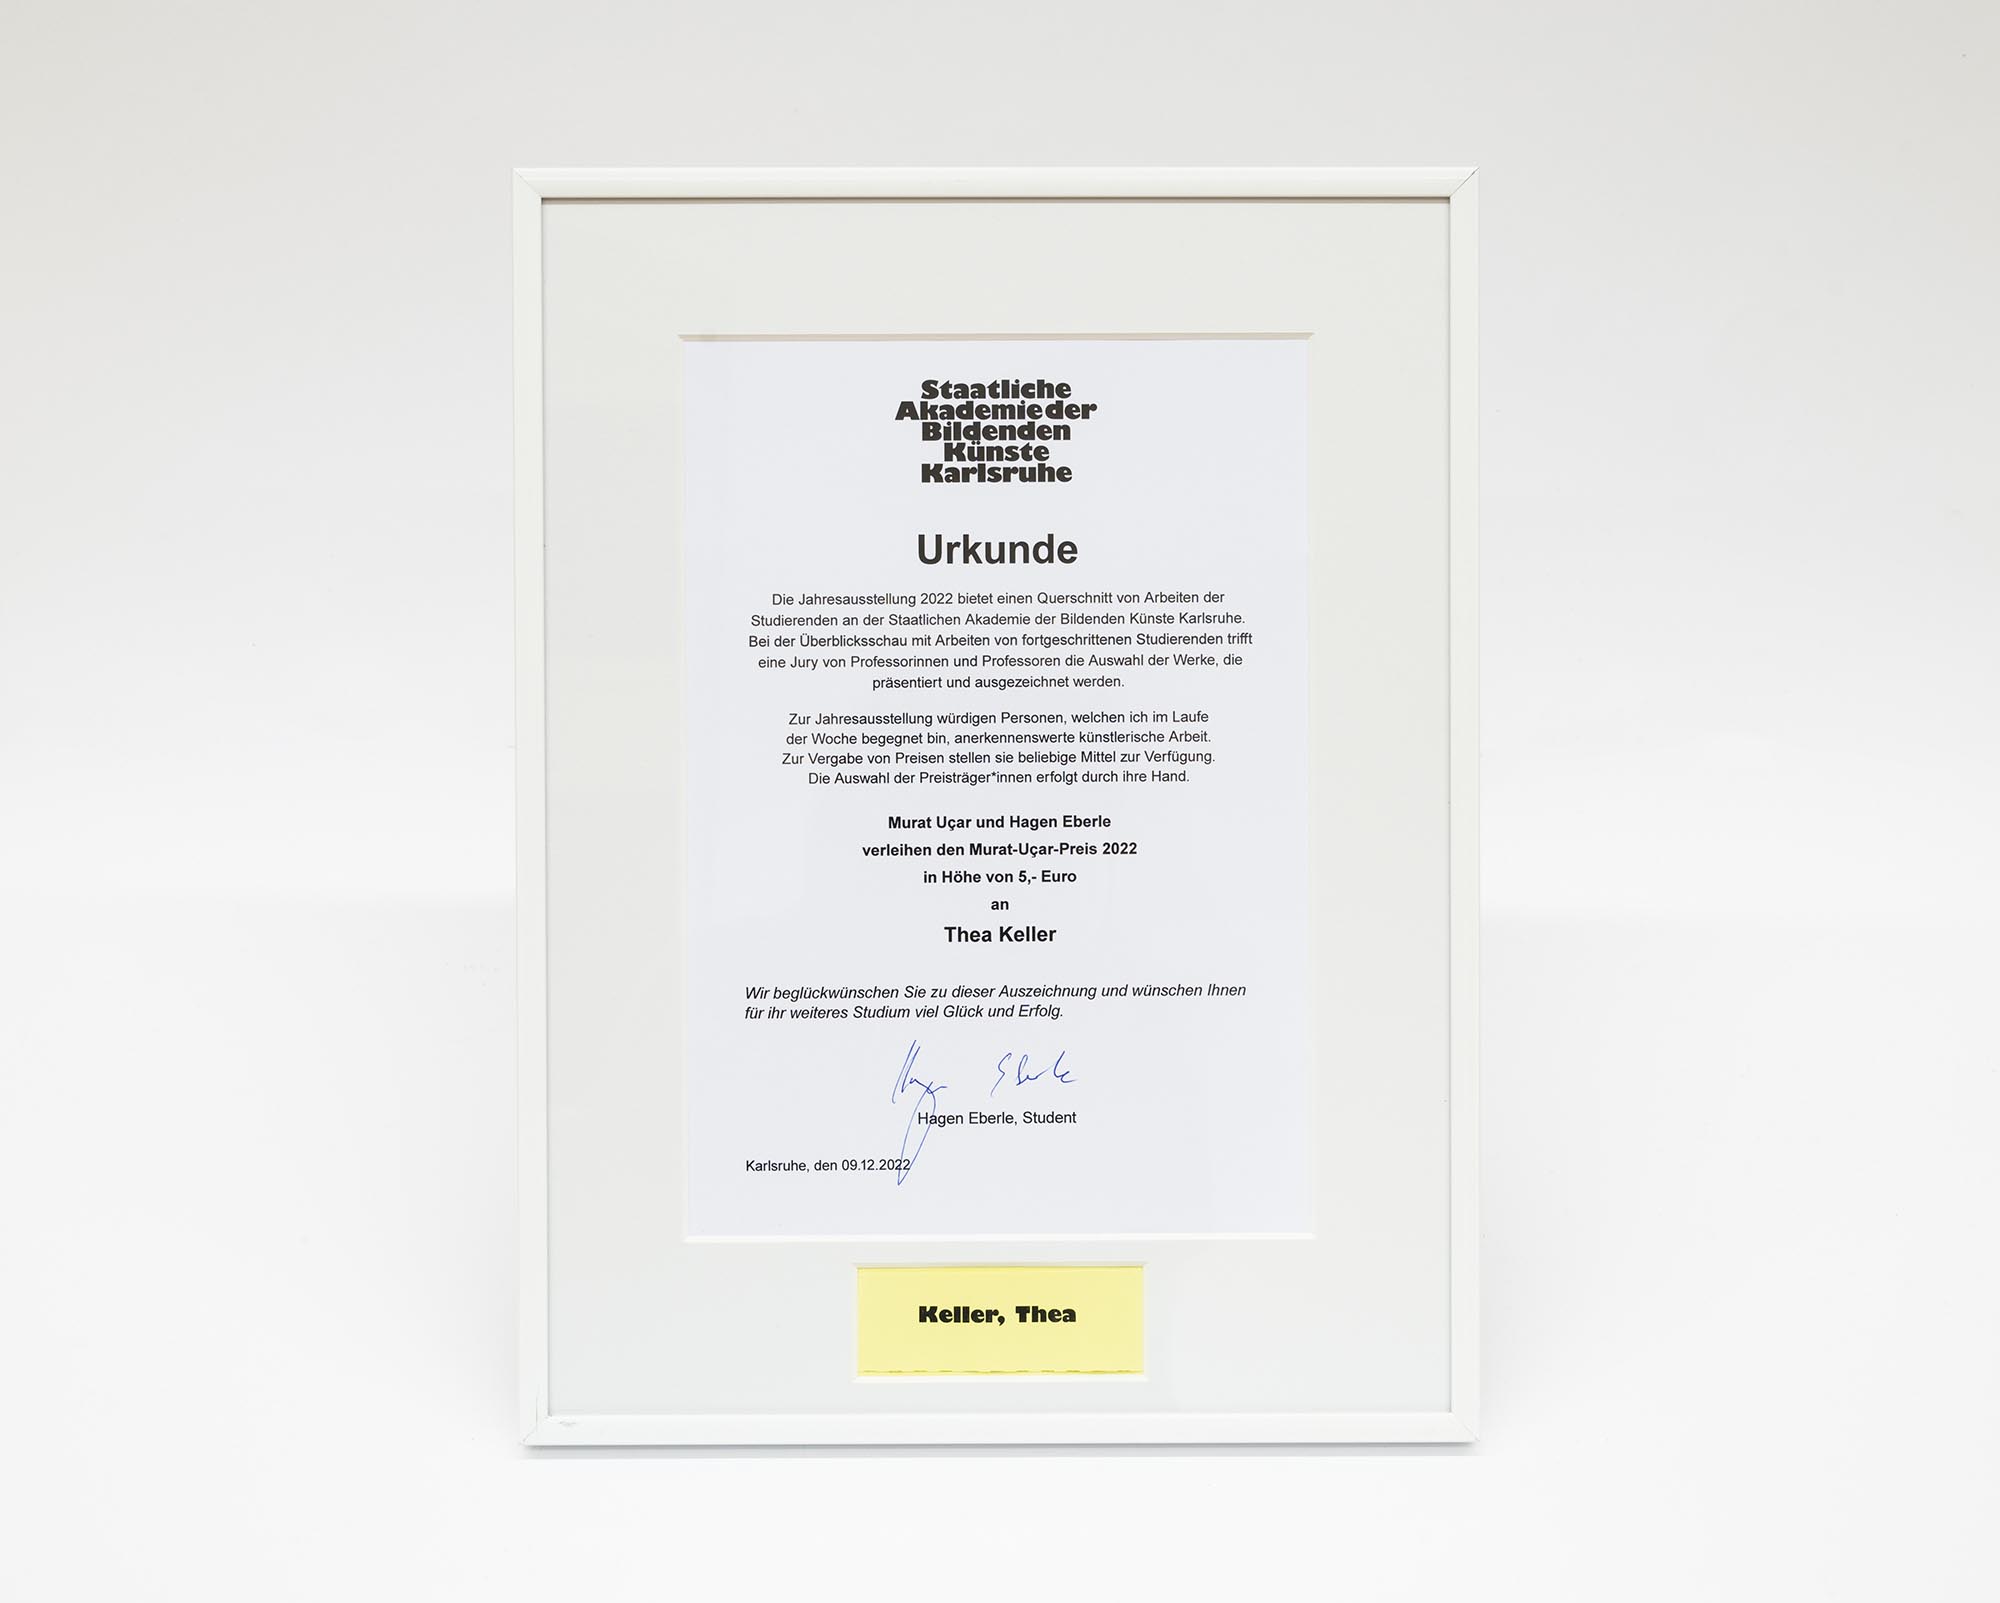 Staatliche
Akademie der
Bildenden
Künste
Karlsruhe
Urkunde
Die Jahresausstellung 2022 bietet einen Querschnitt von Arbeiten der
Studierenden an der Staatlichen Akademie der Bildenden Künste Karlsruhe.
Bei der Überblicksschau mit Arbeiten von fortgeschrittenen Studierenden trifft
eine Jury von Professorinnen und Professoren die Auswahl der Werke, die
präsentiert und ausgezeichnet werden.
Zur Jahresausstellung würdigen Personen, welchen ich im Laufe
der Woche begegnet bin, anerkennenswerte künstlerische Arbeit.
Zur Vergabe von Preisen stellen sie beliebige Mittel zur Verfügung.
Die Auswahl der Preisträger*innen erfolgt durch ihre Hand.
Murat Uçar und Hagen Eberle
verleihen den Murat-Uçar-Preis 2022
in Höhe von 5,- Euro
an
Thea Keller
Wir beglückwünschen Sie zu dieser Auszeichnung und wünschen Ihnen
für ihr weiteres Studium viel Glück und Erfolg.
Hagen Eberle
Hagen Eberle, Student
Karlsruhe, den 09.12.2022
Keller, Thea